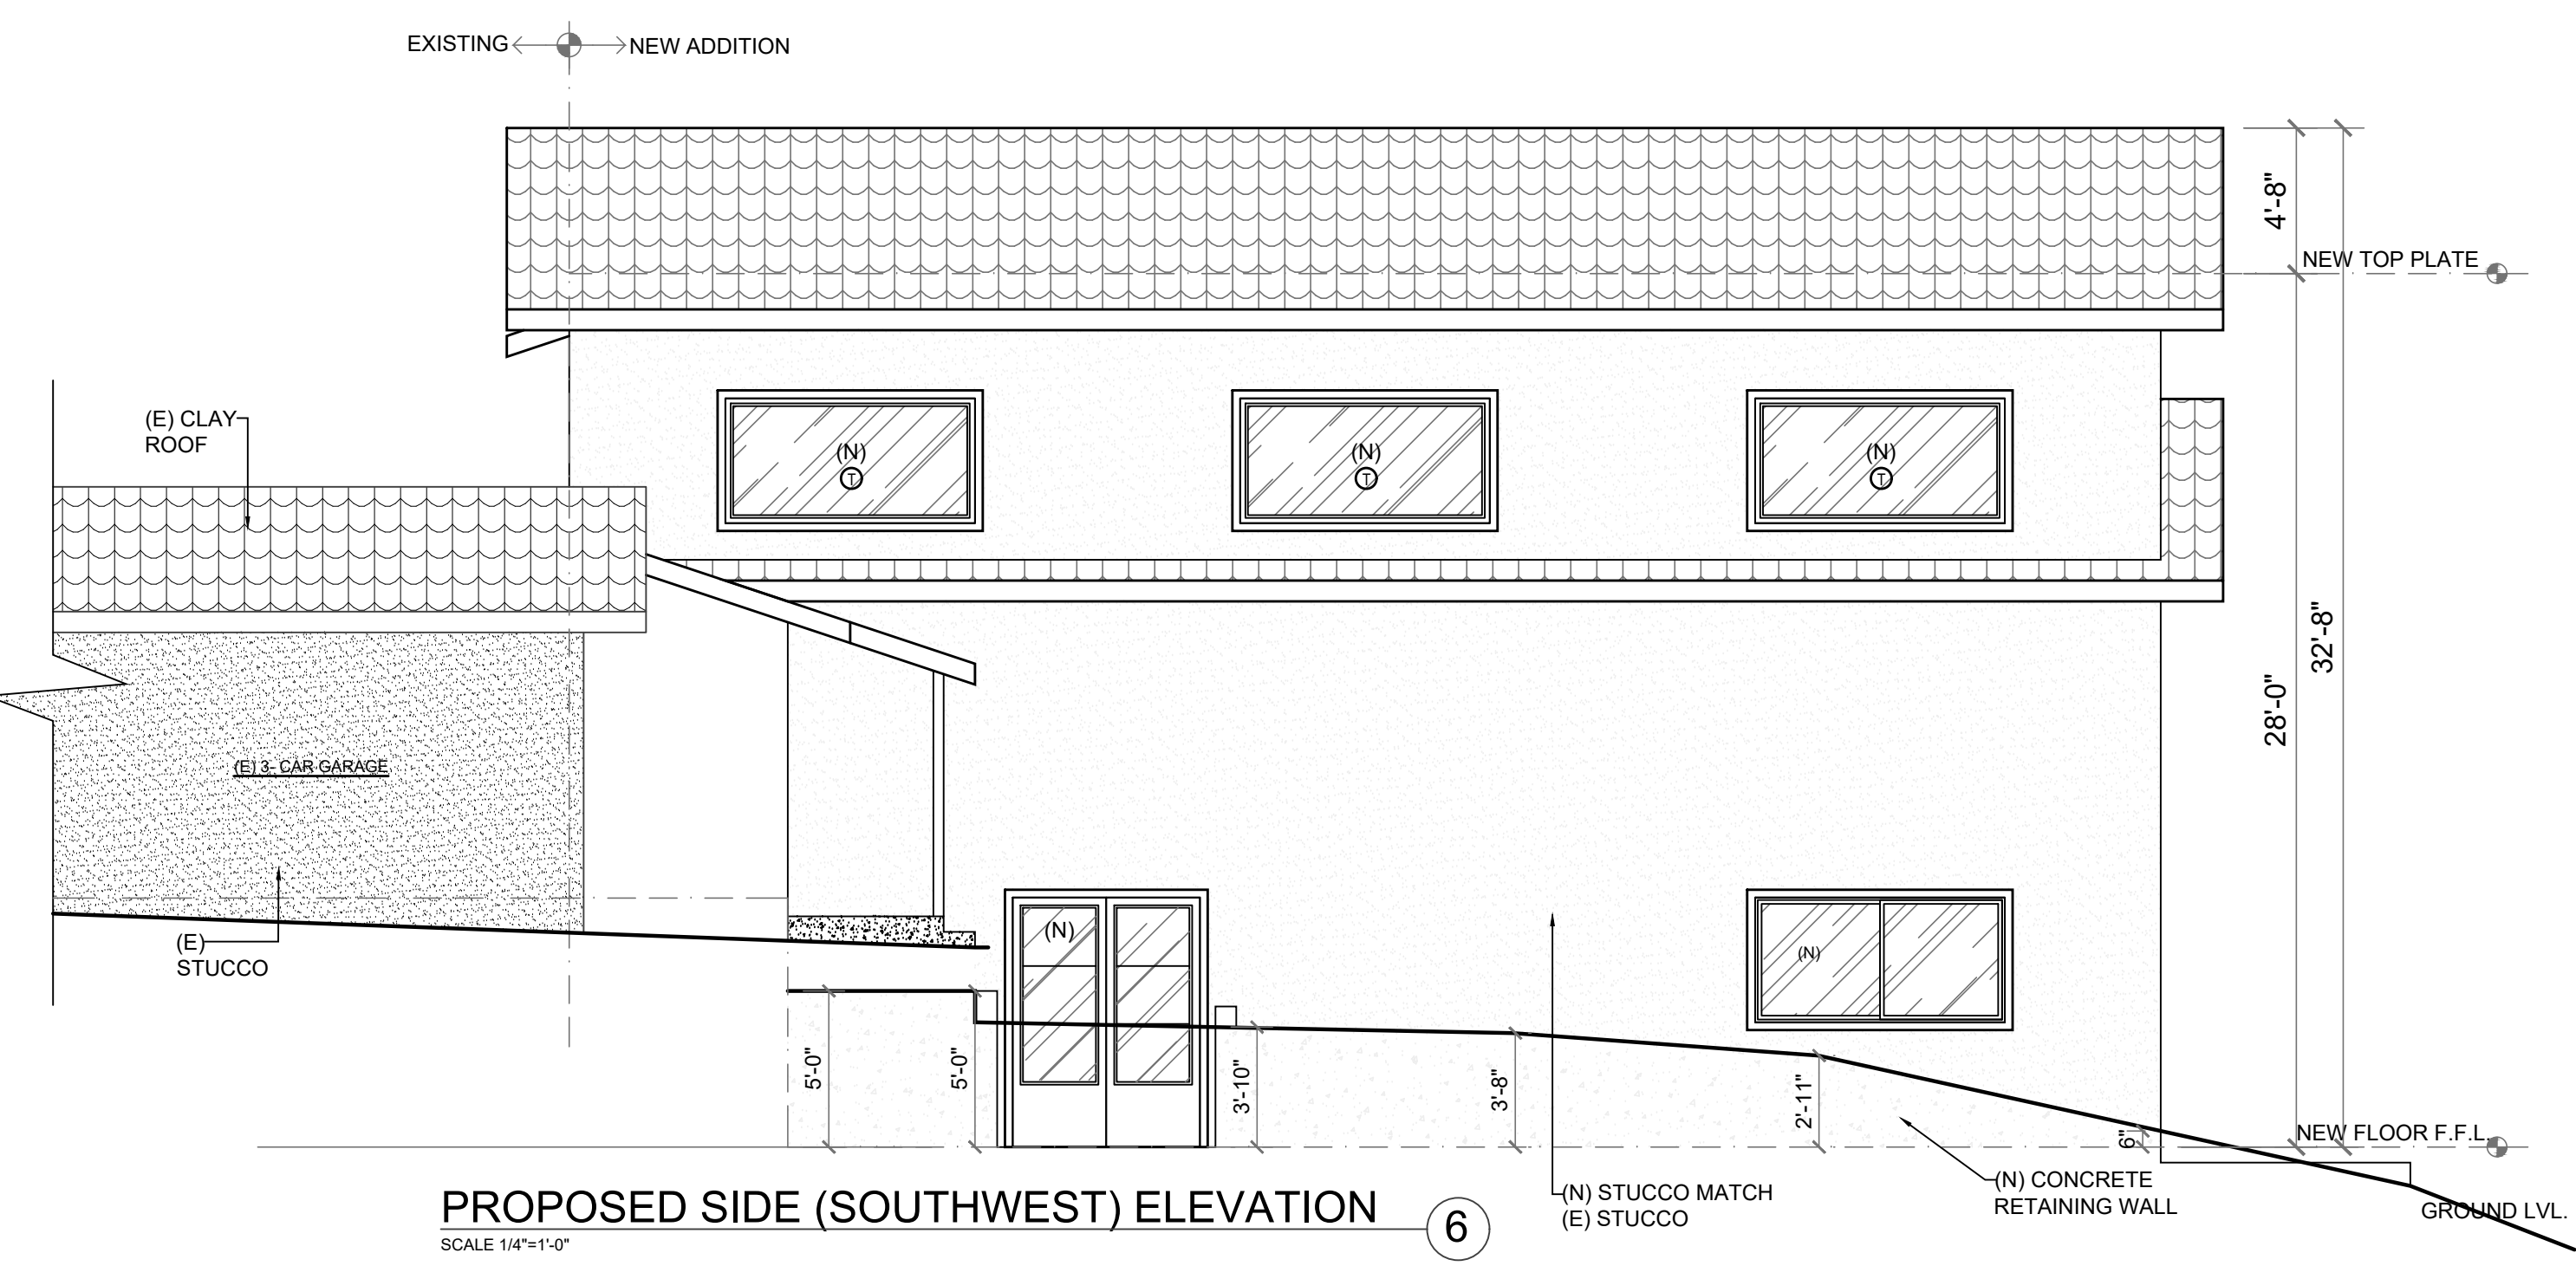 EXISTING
NEW ADDITION
4'-8"
NEW TOP PLATE
(E) CLAY
ROOF
(N)
T
(N)
T
(N)
T
32'-8"
28'-0"
(E) 3- CAR GARAGE
(E)
STUCCO
(N)
(N)
5'-0"
5'-0"
3'-10"
3'-8"
2'-11"
6"
NEW FLOOR F.F.L.
(N) STUCCO MATCH
(E) STUCCO
(N) CONCRETE
RETAINING WALL
GROUND LVL.
PROPOSED SIDE (SOUTHWEST) ELEVATION
6
SCALE 1/4"=1'-0"